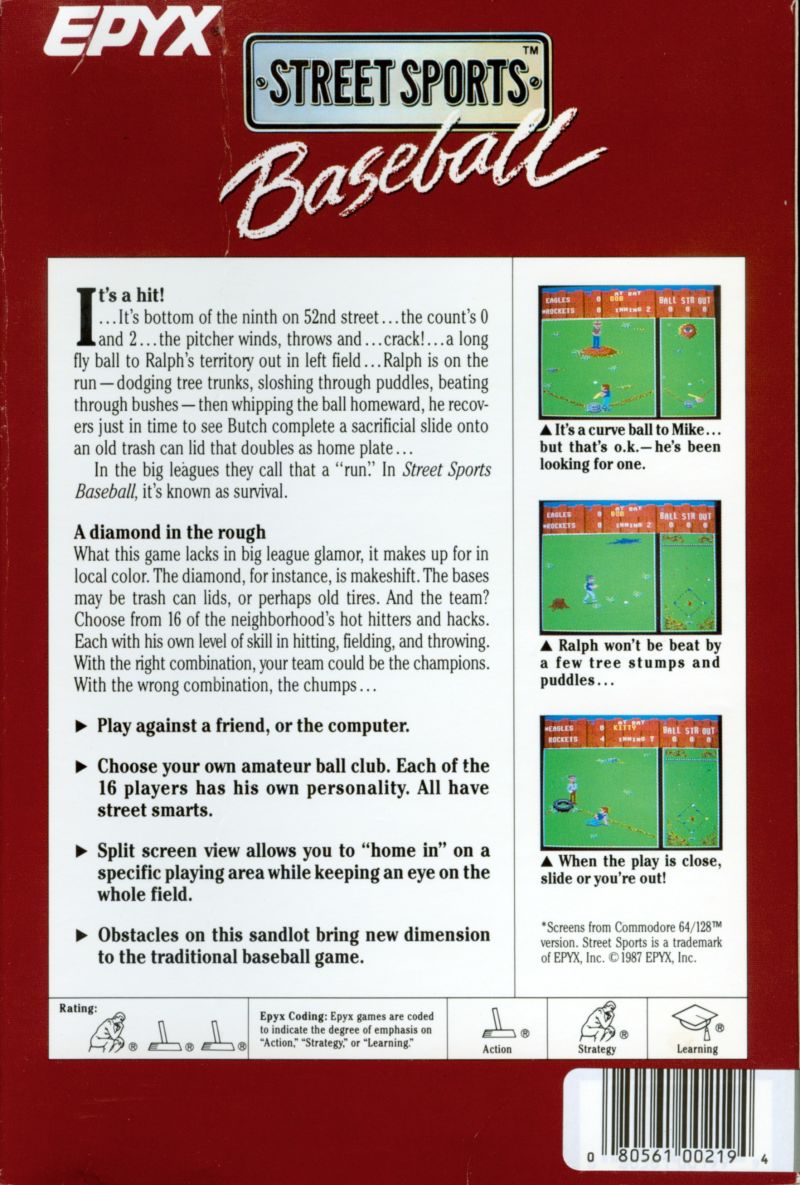 EPYX
STREET SPORTS™
Baseball
It's a hit!
...It's bottom of the ninth on 52nd street...the count's 0
and 2...the pitcher winds, throws and...crack!...a long
fly ball to Ralph's territory out in left field...Ralph is on the
run—dodging tree trunks, sloshing through puddles, beating
through bushes—then whipping the ball homeward, he recov-
ers just in time to see Butch complete a sacrificial slide onto
an old trash can lid that doubles as home plate...
In the big leagues they call that a "run." In Street Sports
Baseball, it's known as survival.
A diamond in the rough
What this game lacks in big league glamor, it makes up for in
local color. The diamond, for instance, is makeshift. The bases
may be trash can lids, or perhaps old tires. And the team?
Choose from 16 of the neighborhood's hot hitters and hacks.
Each with his own level of skill in hitting, fielding, and throwing.
With the right combination, your team could be the champions.
With the wrong combination, the chumps...
▶ Play against a friend, or the computer.
▶ Choose your own amateur ball club. Each of the
16 players has his own personality. All have
street smarts.
▶ Split screen view allows you to "home in" on a
specific playing area while keeping an eye on the
whole field.
▶ Obstacles on this sandlot bring new dimension
to the traditional baseball game.
AT BAT
EAGLES 0 BOB BALL STR OUT
ROCKETS 0 INNING 2 0 0 0
▲ It's a curve ball to Mike...
but that's o.k.—he's been
looking for one.
AT BAT
EAGLES 0 BOB BALL STR OUT
ROCKETS 0 INNING 2 0 0 0
▲ Ralph won't be beat by
a few tree stumps and
puddles...
AT BAT
EAGLES 6 KITTY BALL STR OUT
ROCKETS 4 INNING 7 0 0 0
▲ When the play is close,
slide or you're out!
*Screens from Commodore 64/128™
version. Street Sports is a trademark
of EPYX, Inc. ©1987 EPYX, Inc.
Rating:
® ® ®
Epyx Coding: Epyx games are coded
to indicate the degree of emphasis on
"Action," "Strategy," or "Learning."
®
Action
®
Strategy
®
Learning
0 80561 00219 4